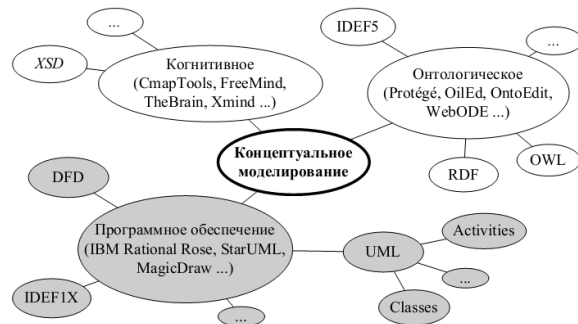 ...
IDEF5
XSD
Когнитивное
(CmapTools, FreeMind,
TheBrain, Xmind ...)
...
Онтологическое
(Protégé, OilEd, OntoEdit,
WebODE ...)
Концептуальное
моделирование
OWL
RDF
DFD
Программное обеспечение
(IBM Rational Rose, StarUML,
MagicDraw ...)
Activities
UML
...
IDEF1X
Classes
...